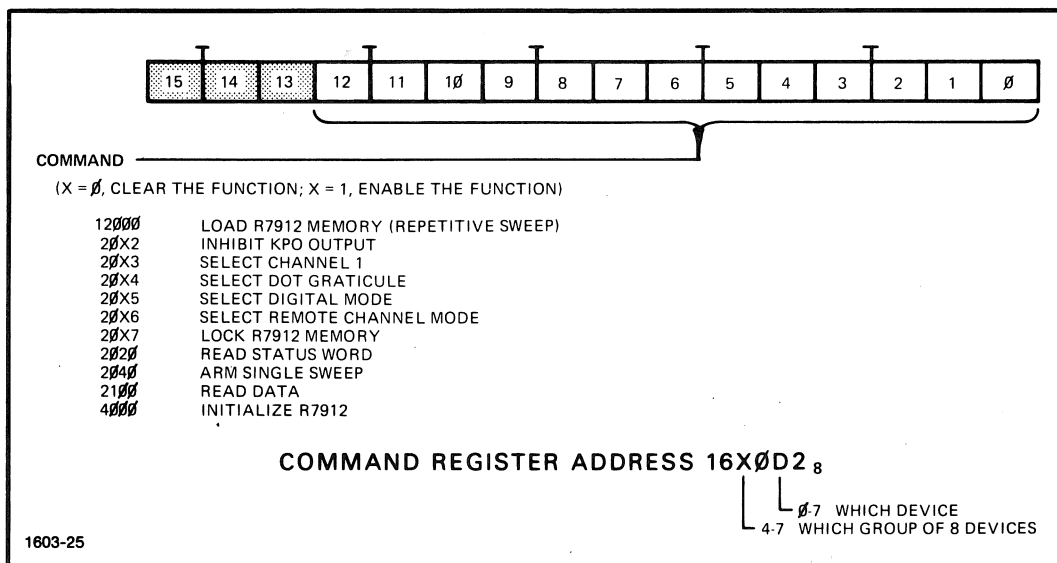 15 14 13 12 11 1Ø 9 8 7 6 5 4 3 2 1 Ø
COMMAND
(X = Ø, CLEAR THE FUNCTION; X = 1, ENABLE THE FUNCTION)
12ØØØ LOAD R7912 MEMORY (REPETITIVE SWEEP)
2ØX2 INHIBIT KPO OUTPUT
2ØX3 SELECT CHANNEL 1
2ØX4 SELECT DOT GRATICULE
2ØX5 SELECT DIGITAL MODE
2ØX6 SELECT REMOTE CHANNEL MODE
2ØX7 LOCK R7912 MEMORY
2Ø2Ø READ STATUS WORD
2Ø4Ø ARM SINGLE SWEEP
21ØØ READ DATA
4ØØØ INITIALIZE R7912
COMMAND REGISTER ADDRESS 16XØD2 8
Ø-7 WHICH DEVICE
4-7 WHICH GROUP OF 8 DEVICES
1603-25